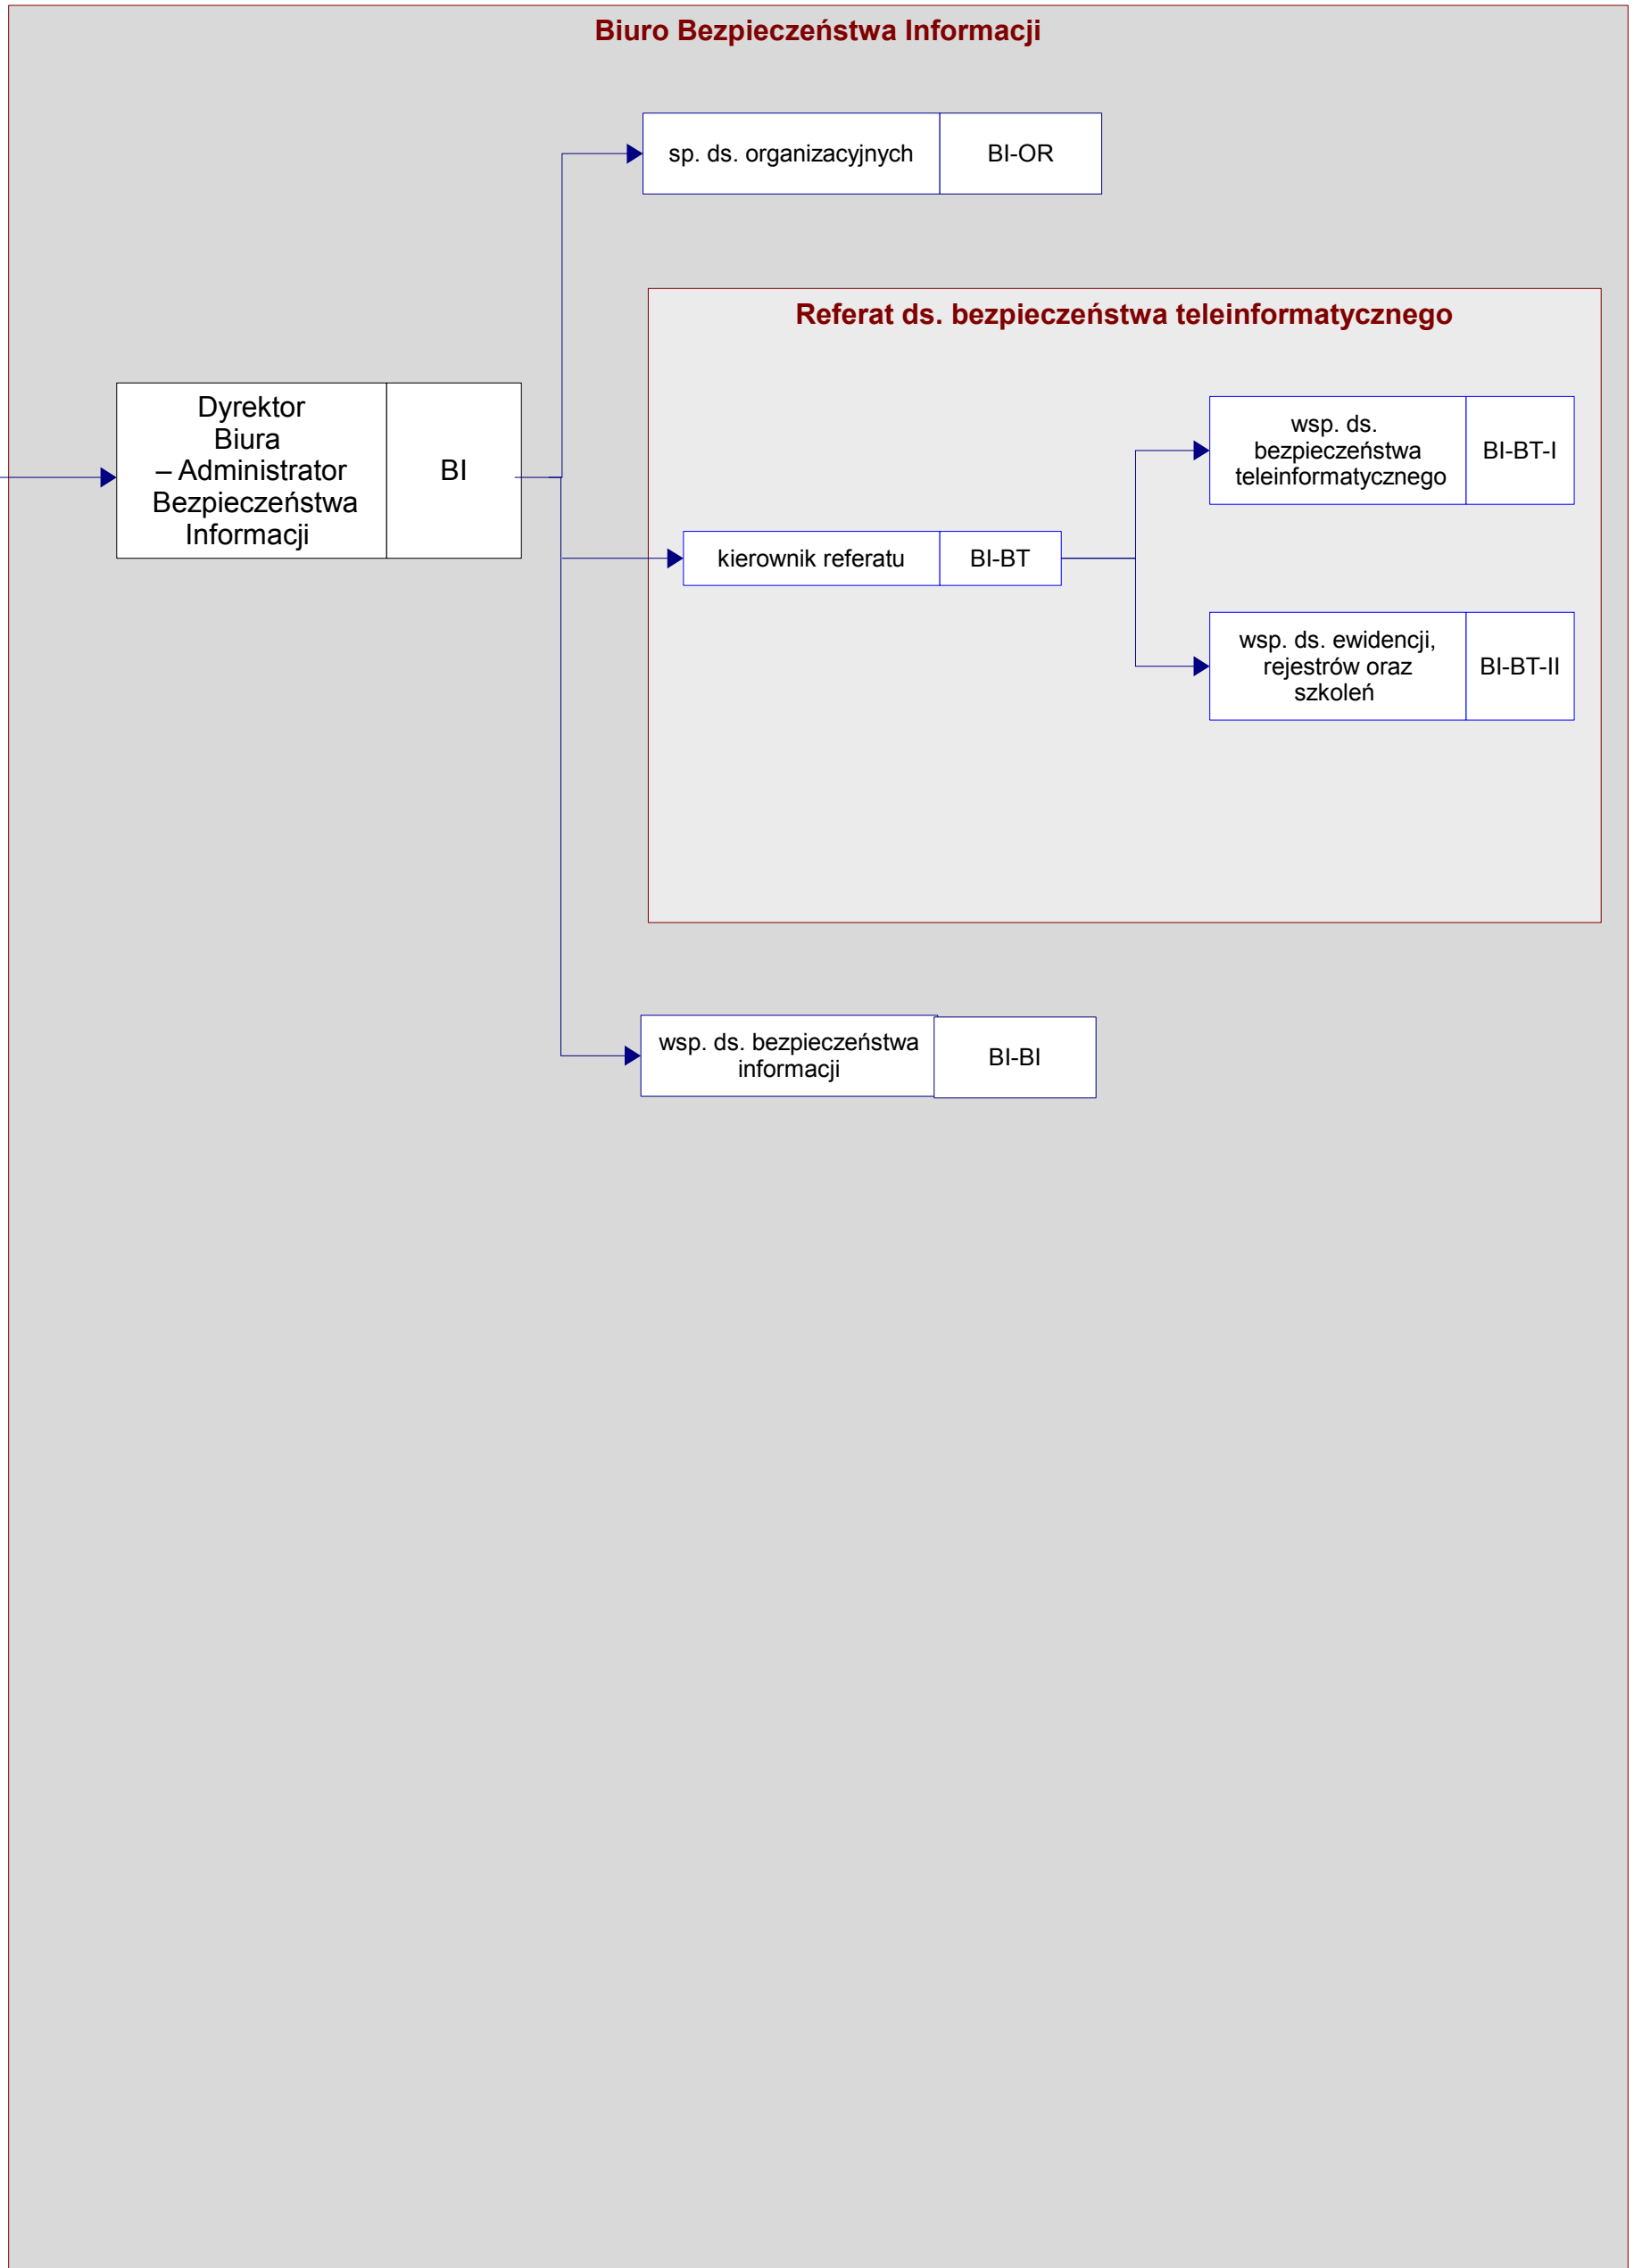 Biuro Bezpieczeństwa Informacji
sp. ds. organizacyjnych
BI-OR
Referat ds. bezpieczeństwa teleinformatycznego
Dyrektor
Biura
– Administrator
Bezpieczeństwa
Informacji
BI
wsp. ds.
bezpieczeństwa
teleinformatycznego
BI-BT-I
kierownik referatu
BI-BT
wsp. ds. ewidencji,
rejestrów oraz
szkoleń
BI-BT-II
wsp. ds. bezpieczeństwa
informacji
BI-BI